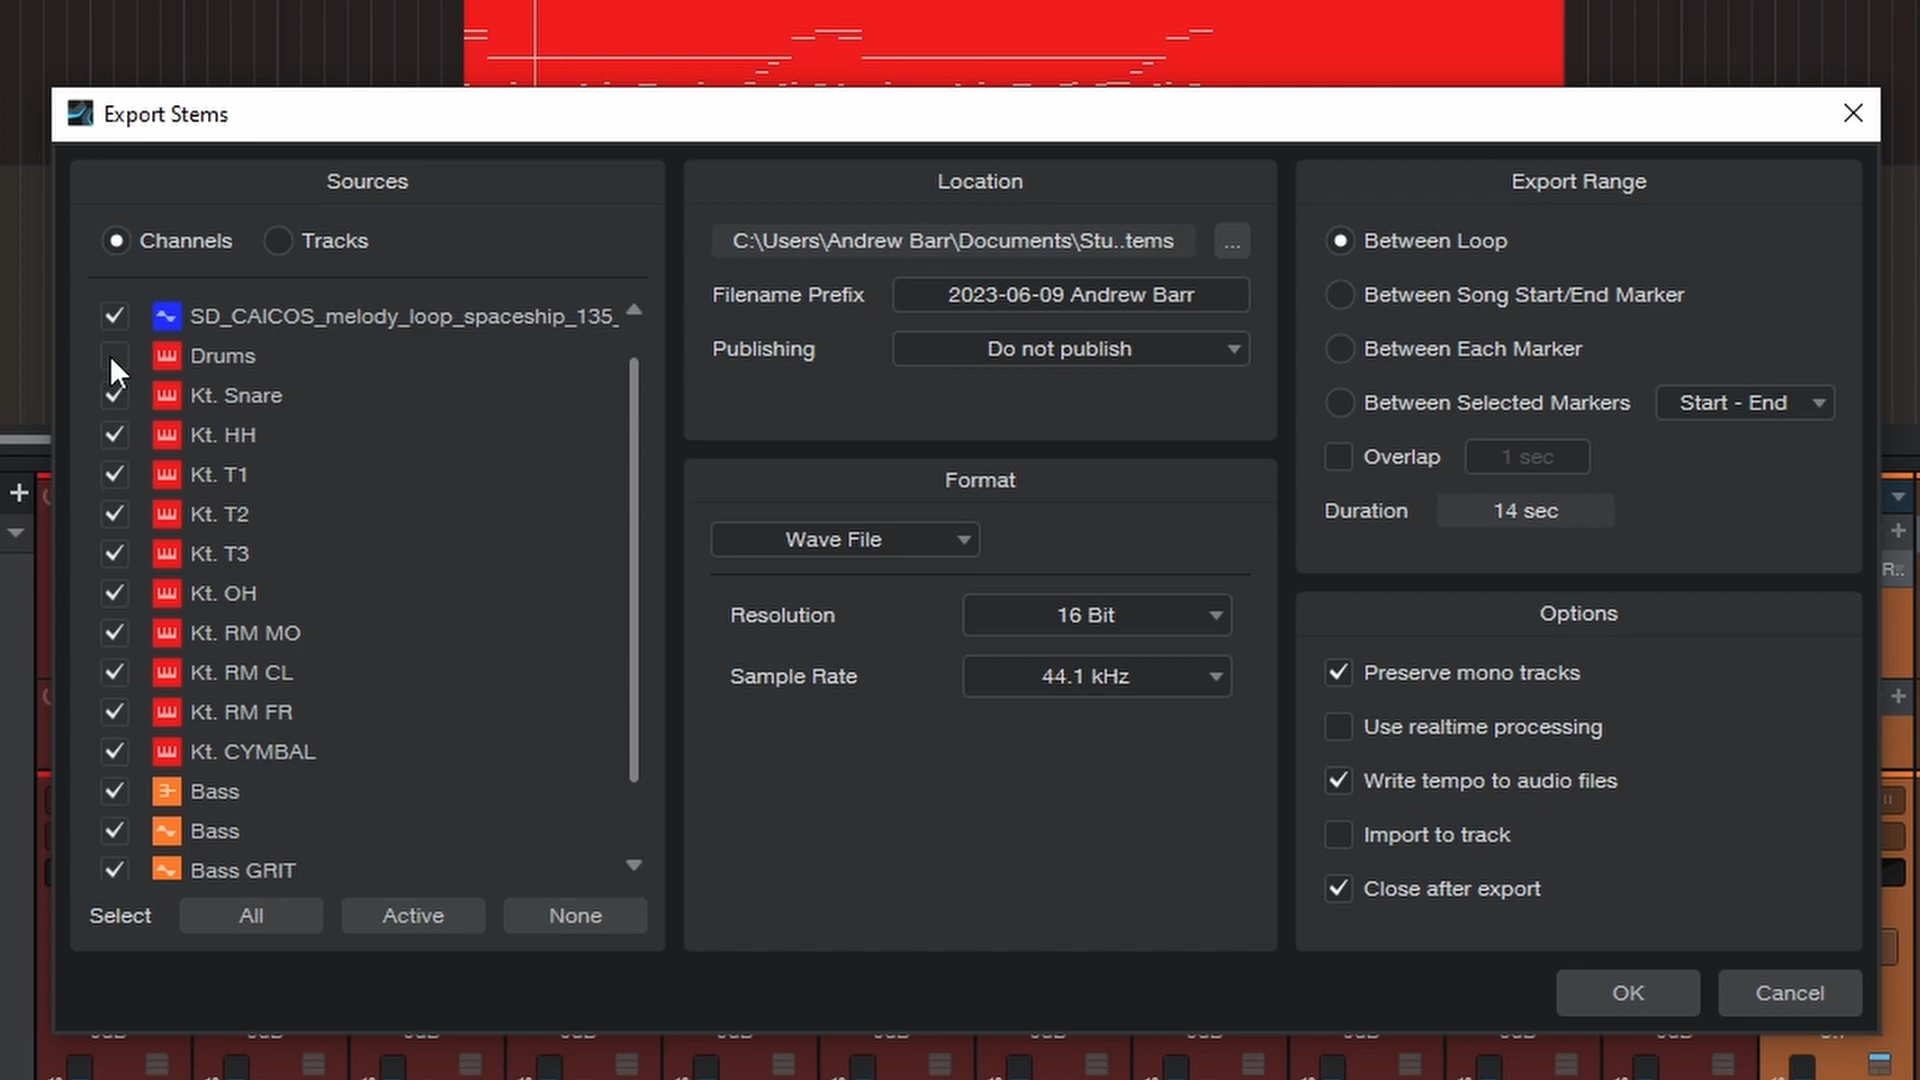 Export Stems
Sources
Channels
Tracks
SD_CAICOS_melody_loop_spaceship_135_
Drums
Kt. Snare
Kt. HH
Kt. T1
Kt. T2
Kt. T3
Kt. OH
Kt. RM MO
Kt. RM CL
Kt. RM FR
Kt. CYMBAL
Bass
Bass
Bass GRIT
Select
All
Active
None
Location
C:\Users\Andrew Barr\Documents\Stu..tems
...
Filename Prefix
2023-06-09 Andrew Barr
Publishing
Do not publish
Format
Wave File
Resolution
16 Bit
Sample Rate
44.1 kHz
Export Range
Between Loop
Between Song Start/End Marker
Between Each Marker
Between Selected Markers
Start - End
Overlap
1 sec
Duration
14 sec
Options
Preserve mono tracks
Use realtime processing
Write tempo to audio files
Import to track
Close after export
OK
Cancel
R..